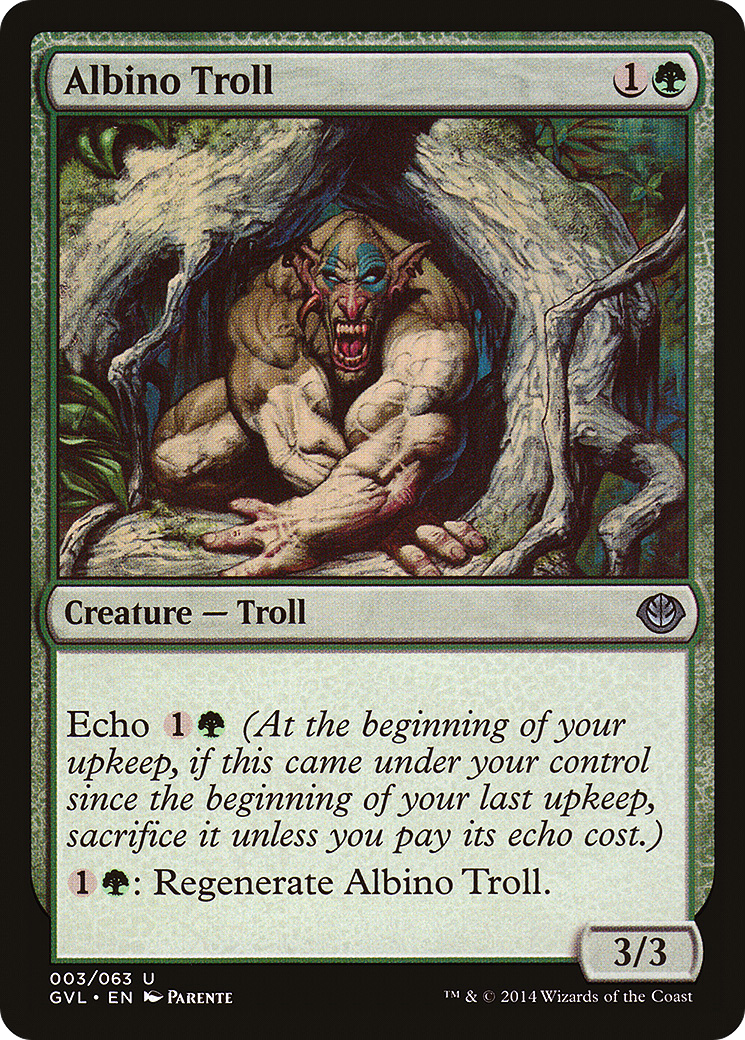 Albino Troll 1
Creature — Troll
Echo 1 (At the beginning of your
upkeep, if this came under your control
since the beginning of your last upkeep,
sacrifice it unless you pay its echo cost.)
1 : Regenerate Albino Troll.
3/3
003/063 U
GVL • EN PARENTE
™ & © 2014 Wizards of the Coast